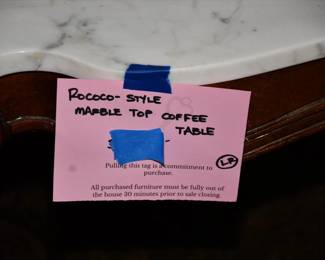 ROCOCO-STYLE
MARBLE TOP COFFEE
TABLE
LR
Pulling this tag is a commitment to
purchase.
All purchased furniture must be fully out of
the house 30 minutes prior to sale closing